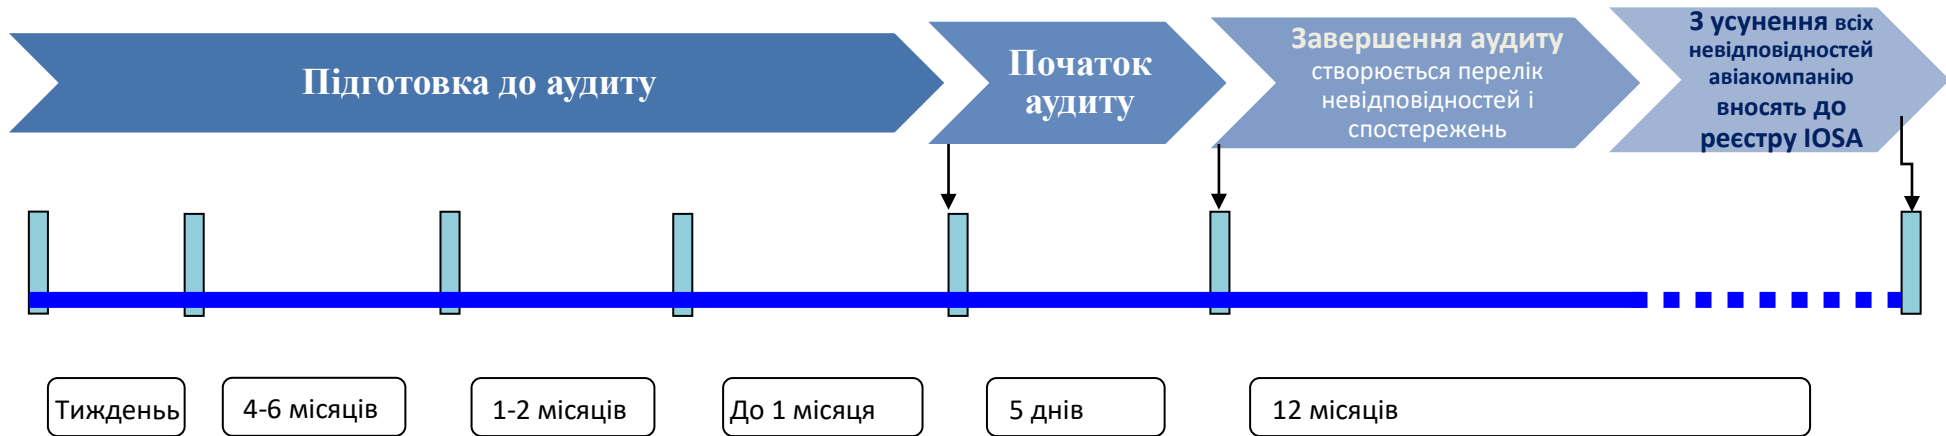 Підготовка до аудиту
Початок
аудиту
Завершення аудиту
створюється перелік
невідповідностей і
спостережень
З усунення всіх
невідповідностей
авіакомпанію
вносять до
реєстру IOSA
Тижденьь
4-6 місяців
1-2 місяців
До 1 місяця
5 днів
12 місяців